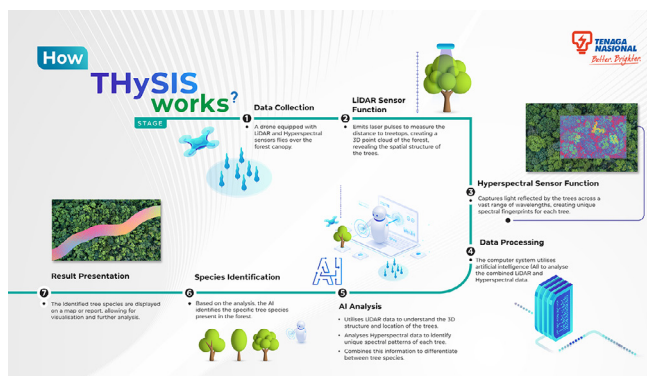 How
THySIS
works?
STAGE
TENAGA
NASIONAL
Better. Brighter.
1
Data Collection
A drone equipped with
LiDAR and Hyperspectral
sensors flies over the
forest canopy.
2
LiDAR Sensor
Function
Emits laser pulses to measure the
distance to treetops, creating a
3D point cloud of the forest,
revealing the spatial structure of
the trees.
3
Hyperspectral Sensor Function
Captures light reflected by the trees across a
vast range of wavelengths, creating unique
spectral fingerprints for each tree.
4
Data Processing
The computer system utilises
artificial intelligence (AI) to analyse
the combined LiDAR and
Hyperspectral data.
AI
5
AI Analysis
Utilises LiDAR data to understand the 3D
structure and location of the trees.
Analyses Hyperspectral data to identify
unique spectral patterns of each tree.
Combines this information to differentiate
between tree species.
6
Species Identification
Based on the analysis, the AI
identifies the specific tree species
present in the forest.
7
Result Presentation
The identified tree species are displayed
on a map or report, allowing for
visualisation and further analysis.